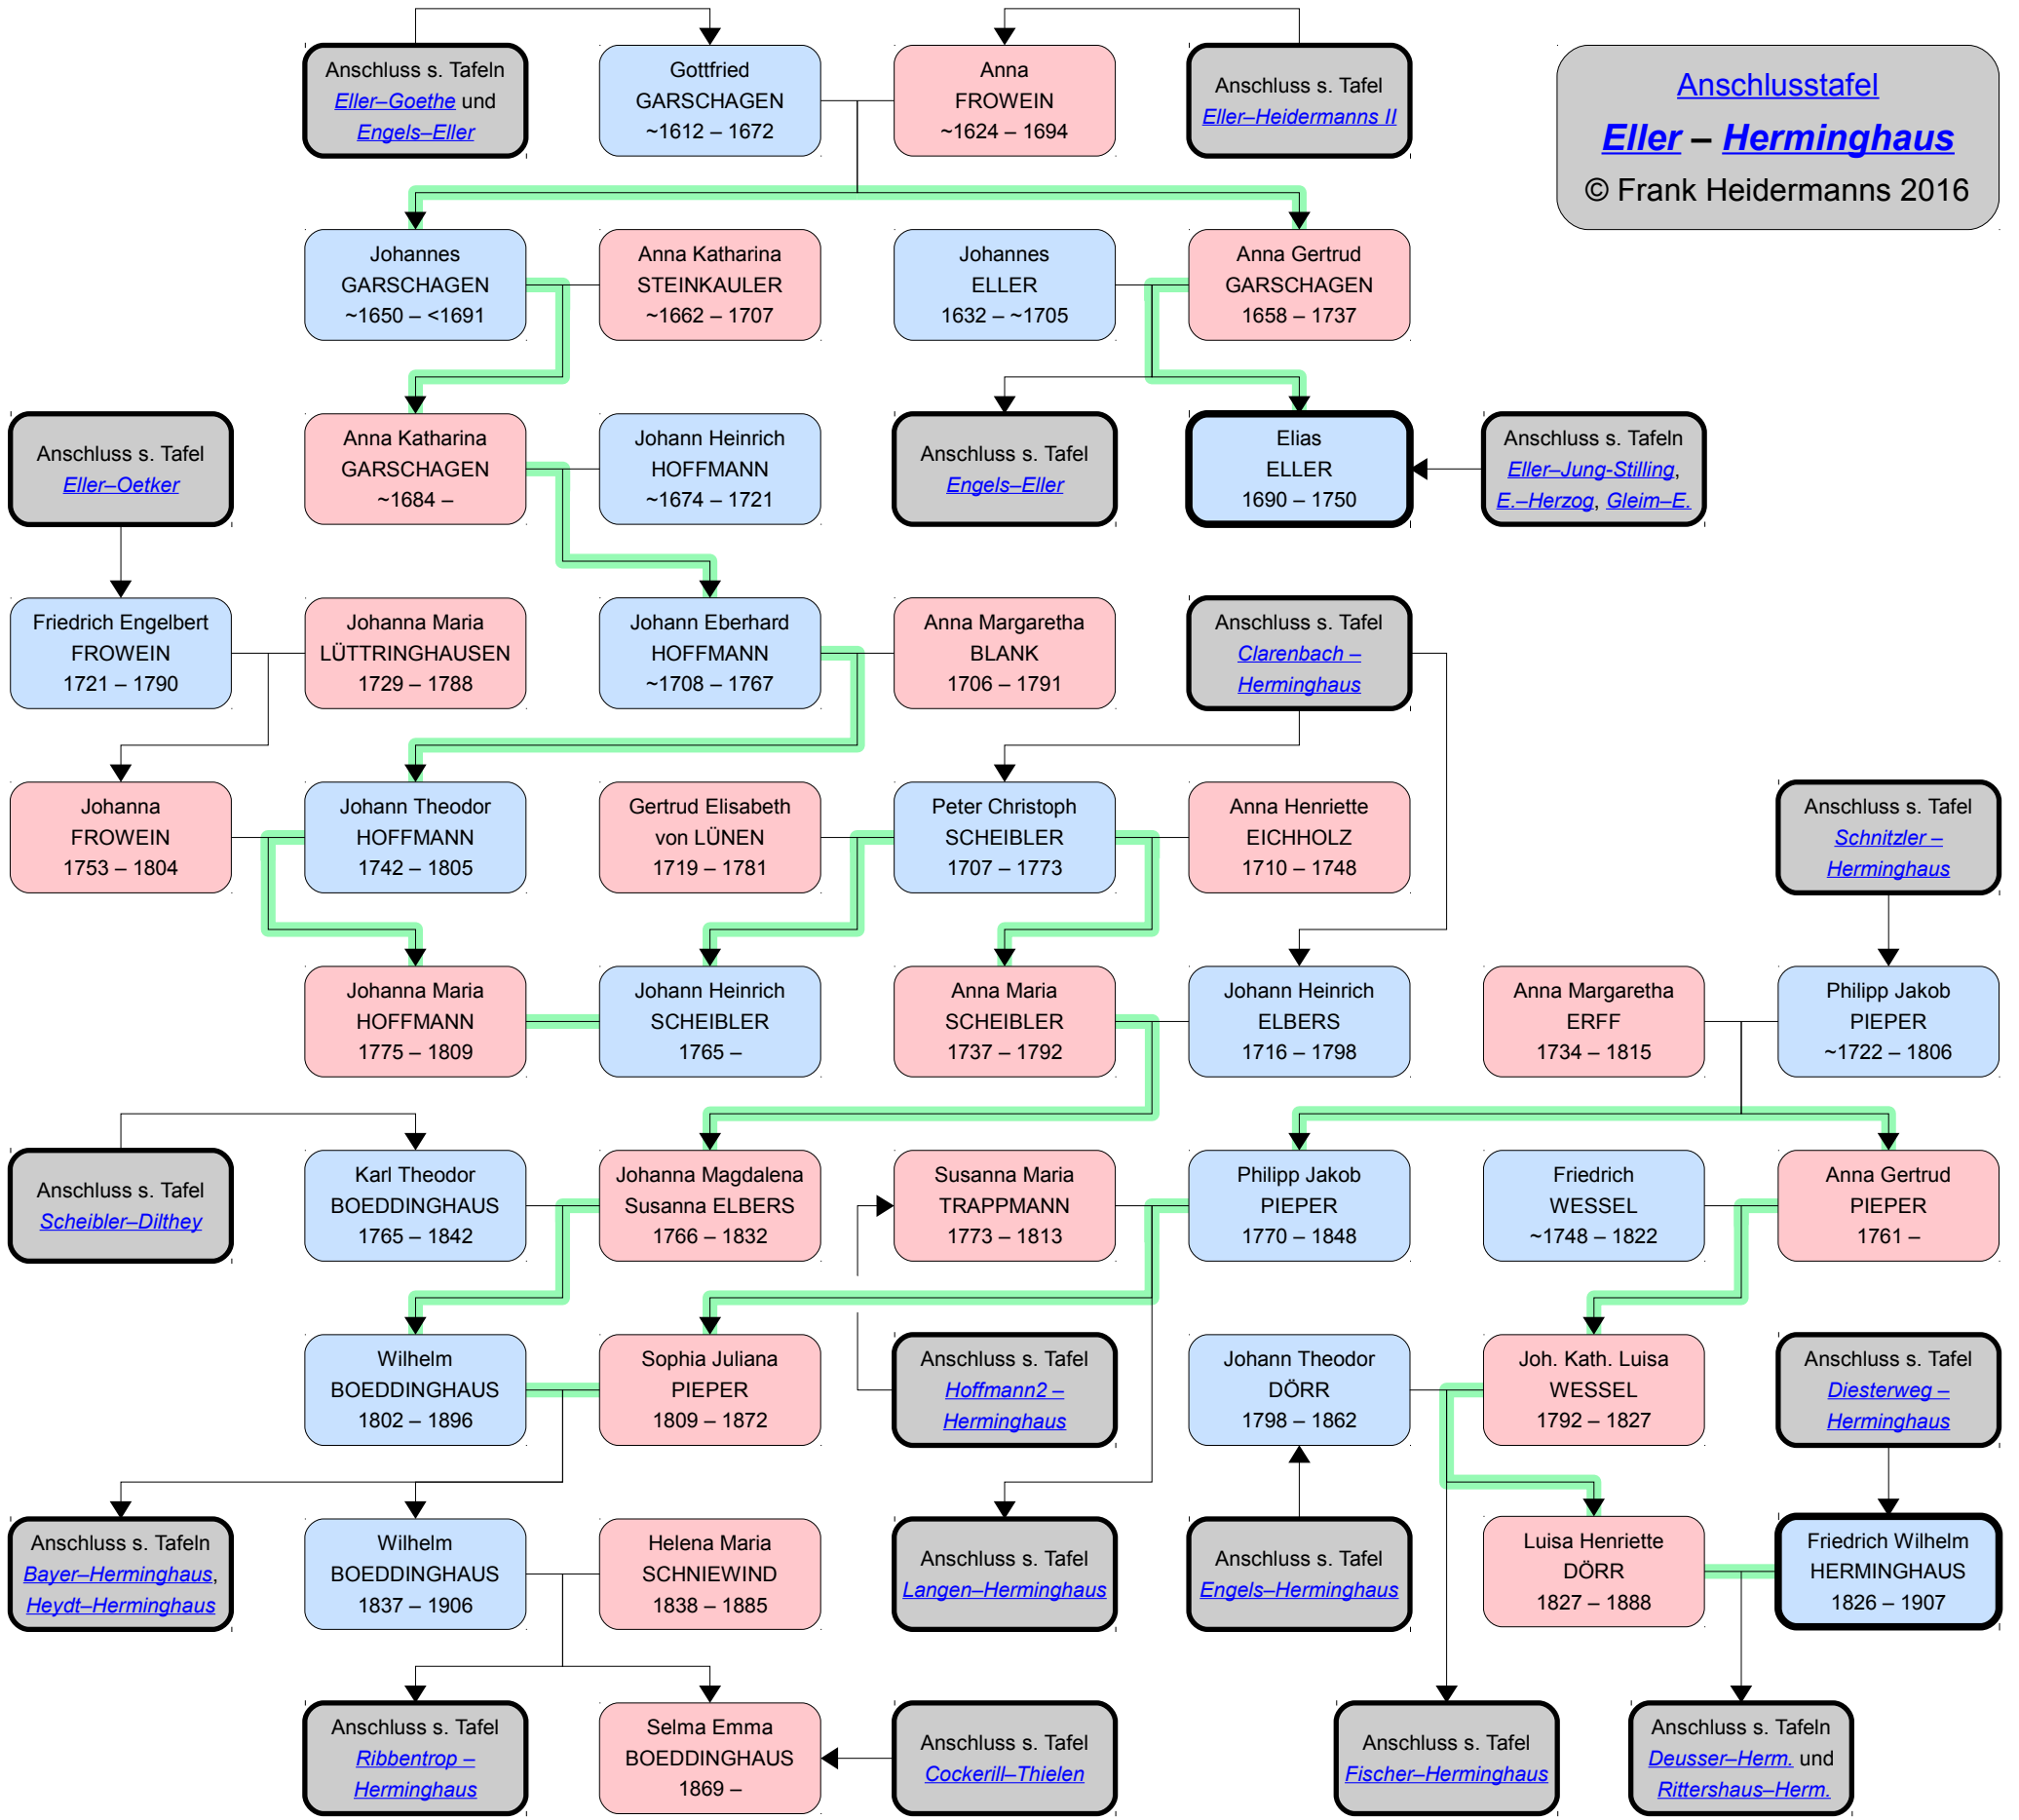 Anschluss s. Tafeln
Eller–Goethe und
Engels–Eller
Gottfried
GARSCHAGEN
~1612 – 1672
Anna
FROWEIN
~1624 – 1694
Anschluss s. Tafel
Eller–Heidermanns II
Anschlusstafel
Eller – Herminghaus
© Frank Heidermanns 2016
Johannes
GARSCHAGEN
~1650 – <1691
Anna Katharina
STEINKAULER
~1662 – 1707
Johannes
ELLER
1632 – ~1705
Anna Gertrud
GARSCHAGEN
1658 – 1737
Anschluss s. Tafel
Eller–Oetker
Anna Katharina
GARSCHAGEN
~1684 –
Johann Heinrich
HOFFMANN
~1674 – 1721
Anschluss s. Tafel
Engels–Eller
Elias
ELLER
1690 – 1750
Anschluss s. Tafeln
Eller–Jung-Stilling,
E.–Herzog, Gleim–E.
Friedrich Engelbert
FROWEIN
1721 – 1790
Johanna Maria
LÜTTRINGHAUSEN
1729 – 1788
Johann Eberhard
HOFFMANN
~1708 – 1767
Anna Margaretha
BLANK
1706 – 1791
Anschluss s. Tafel
Clarenbach –
Herminghaus
Johanna
FROWEIN
1753 – 1804
Johann Theodor
HOFFMANN
1742 – 1805
Gertrud Elisabeth
von LÜNEN
1719 – 1781
Peter Christoph
SCHEIBLER
1707 – 1773
Anna Henriette
EICHHOLZ
1710 – 1748
Anschluss s. Tafel
Schnitzler –
Herminghaus
Johanna Maria
HOFFMANN
1775 – 1809
Johann Heinrich
SCHEIBLER
1765 –
Anna Maria
SCHEIBLER
1737 – 1792
Johann Heinrich
ELBERS
1716 – 1798
Anna Margaretha
ERFF
1734 – 1815
Philipp Jakob
PIEPER
~1722 – 1806
Anschluss s. Tafel
Scheibler–Dilthey
Karl Theodor
BOEDDINGHAUS
1765 – 1842
Johanna Magdalena
Susanna ELBERS
1766 – 1832
Susanna Maria
TRAPPMANN
1773 – 1813
Philipp Jakob
PIEPER
1770 – 1848
Friedrich
WESSEL
~1748 – 1822
Anna Gertrud
PIEPER
1761 –
Wilhelm
BOEDDINGHAUS
1802 – 1896
Sophia Juliana
PIEPER
1809 – 1872
Anschluss s. Tafel
Hoffmann2 –
Herminghaus
Johann Theodor
DÖRR
1798 – 1862
Joh. Kath. Luisa
WESSEL
1792 – 1827
Anschluss s. Tafel
Diesterweg –
Herminghaus
Anschluss s. Tafeln
Bayer–Herminghaus,
Heydt–Herminghaus
Wilhelm
BOEDDINGHAUS
1837 – 1906
Helena Maria
SCHNIEWIND
1838 – 1885
Anschluss s. Tafel
Langen–Herminghaus
Anschluss s. Tafel
Engels–Herminghaus
Luisa Henriette
DÖRR
1827 – 1888
Friedrich Wilhelm
HERMINGHAUS
1826 – 1907
Anschluss s. Tafel
Ribbentrop –
Herminghaus
Selma Emma
BOEDDINGHAUS
1869 –
Anschluss s. Tafel
Cockerill–Thielen
Anschluss s. Tafel
Fischer–Herminghaus
Anschluss s. Tafeln
Deusser–Herm. und
Rittershaus–Herm.